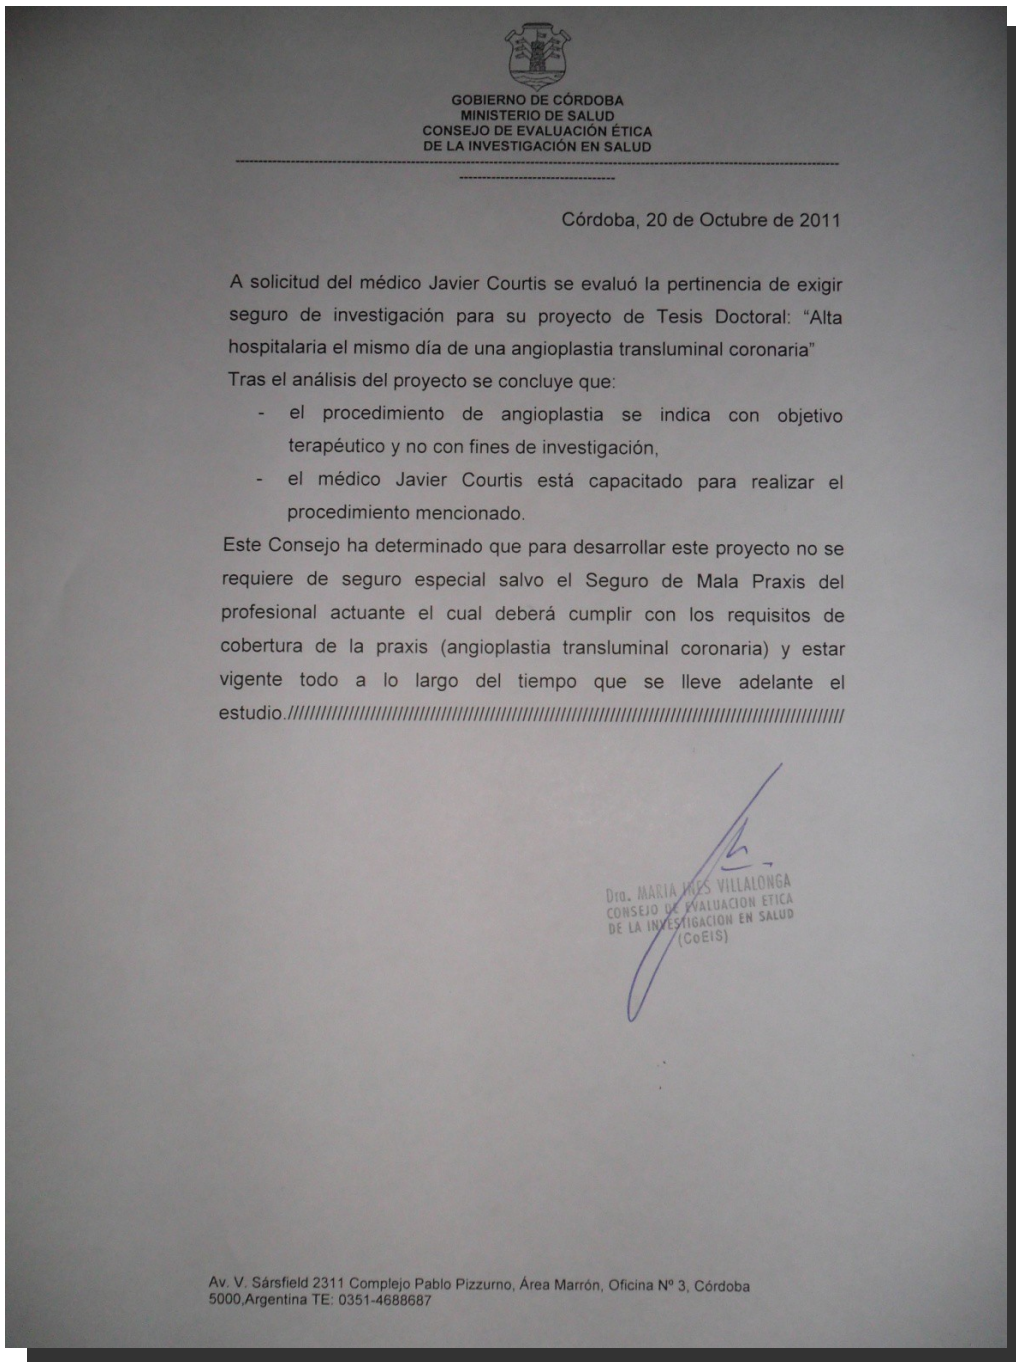 GOBIERNO DE CÓRDOBA
MINISTERIO DE SALUD
CONSEJO DE EVALUACIÓN ÉTICA
DE LA INVESTIGACIÓN EN SALUD
Córdoba, 20 de Octubre de 2011
A solicitud del médico Javier Courtis se evaluó la pertinencia de exigir
seguro de investigación para su proyecto de Tesis Doctoral: “Alta
hospitalaria el mismo día de una angioplastia transluminal coronaria”
Tras el análisis del proyecto se concluye que:
- el procedimiento de angioplastia se indica con objetivo
terapéutico y no con fines de investigación,
- el médico Javier Courtis está capacitado para realizar el
procedimiento mencionado.
Este Consejo ha determinado que para desarrollar este proyecto no se
requiere de seguro especial salvo el Seguro de Mala Praxis del
profesional actuante el cual deberá cumplir con los requisitos de
cobertura de la praxis (angioplastia transluminal coronaria) y estar
vigente todo a lo largo del tiempo que se lleve adelante el
estudio.////////////////////////////////////////////////////////////////////////////////////////////////////////
Dra. MARIA INES VILLALONGA
CONSEJO DE EVALUACION ETICA
DE LA INVESTIGACION EN SALUD
(CoEIS)
Av. V. Sársfield 2311 Complejo Pablo Pizzurno, Área Marrón, Oficina Nº 3, Córdoba
5000,Argentina TE: 0351-4688687